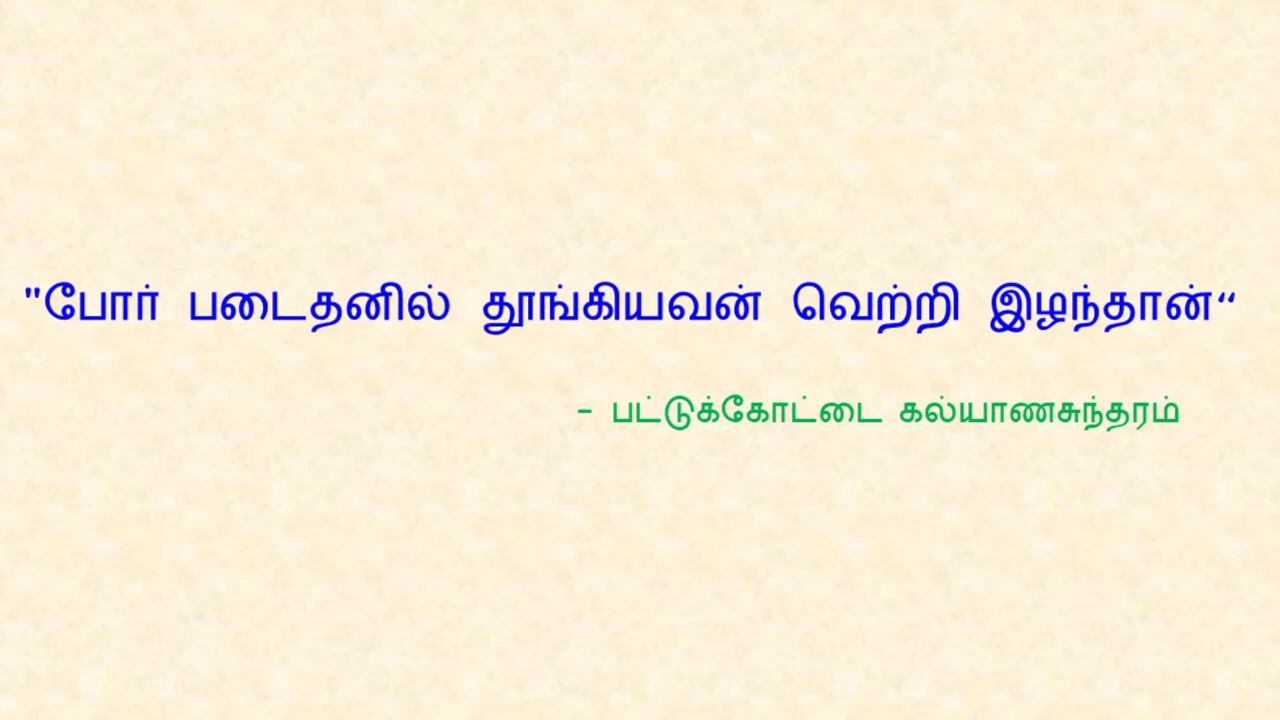 "போர் படைதனில் தூங்கியவன் வெற்றி இழந்தான்“
- பட்டுக்கோட்டை கல்யாணசுந்தரம்